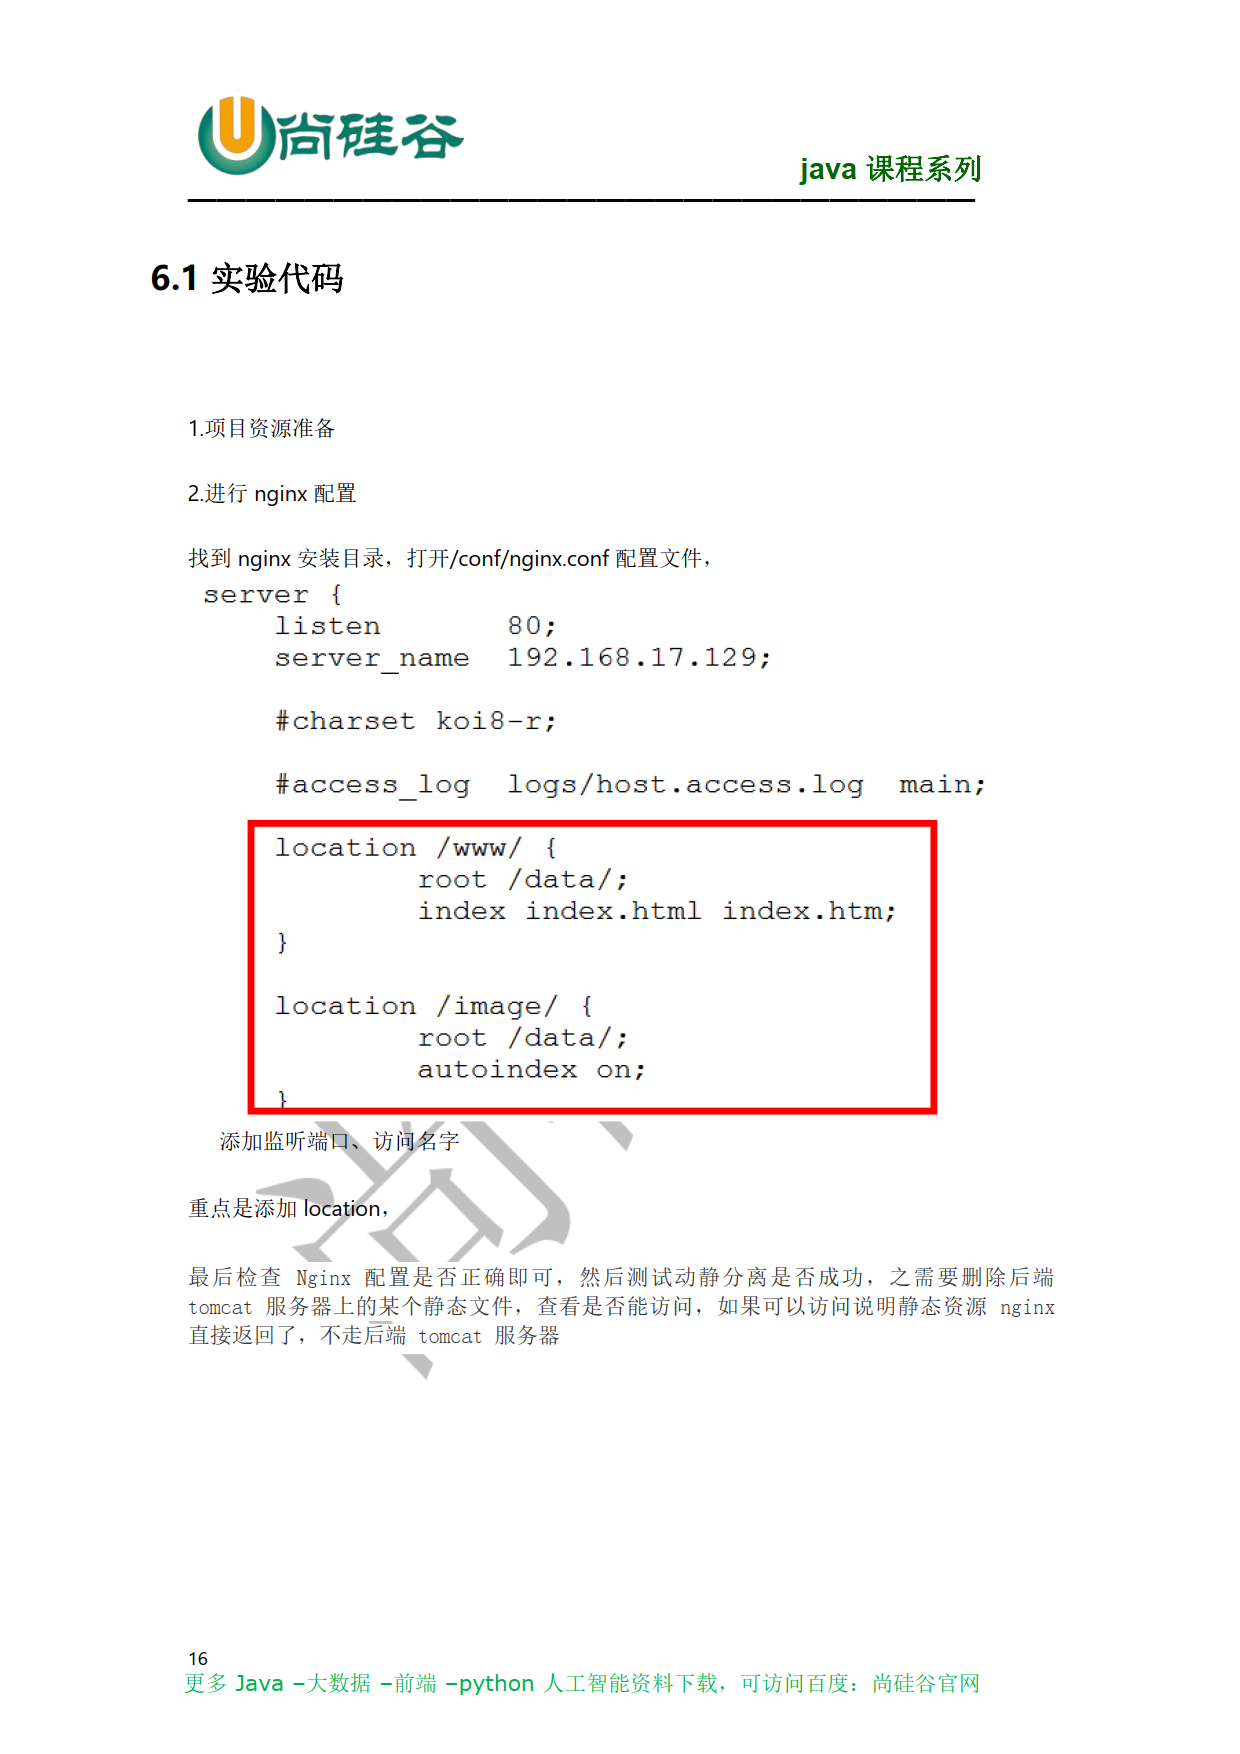 尚硅谷
java 课程系列
6.1 实验代码
1.项目资源准备
2.进行 nginx 配置
找到 nginx 安装目录，打开/conf/nginx.conf 配置文件，
server {
listen 80;
server_name 192.168.17.129;
#charset koi8-r;
#access_log logs/host.access.log main;
location /www/ {
root /data/;
index index.html index.htm;
}
location /image/ {
root /data/;
autoindex on;
}
添加监听端口、访问名字
重点是添加 location，
最后检查 Nginx 配置是否正确即可，然后测试动静分离是否成功，之需要删除后端
tomcat 服务器上的某个静态文件，查看是否能访问，如果可以访问说明静态资源 nginx
直接返回了，不走后端 tomcat 服务器
16
更多 Java –大数据 –前端 –python 人工智能资料下载，可访问百度：尚硅谷官网